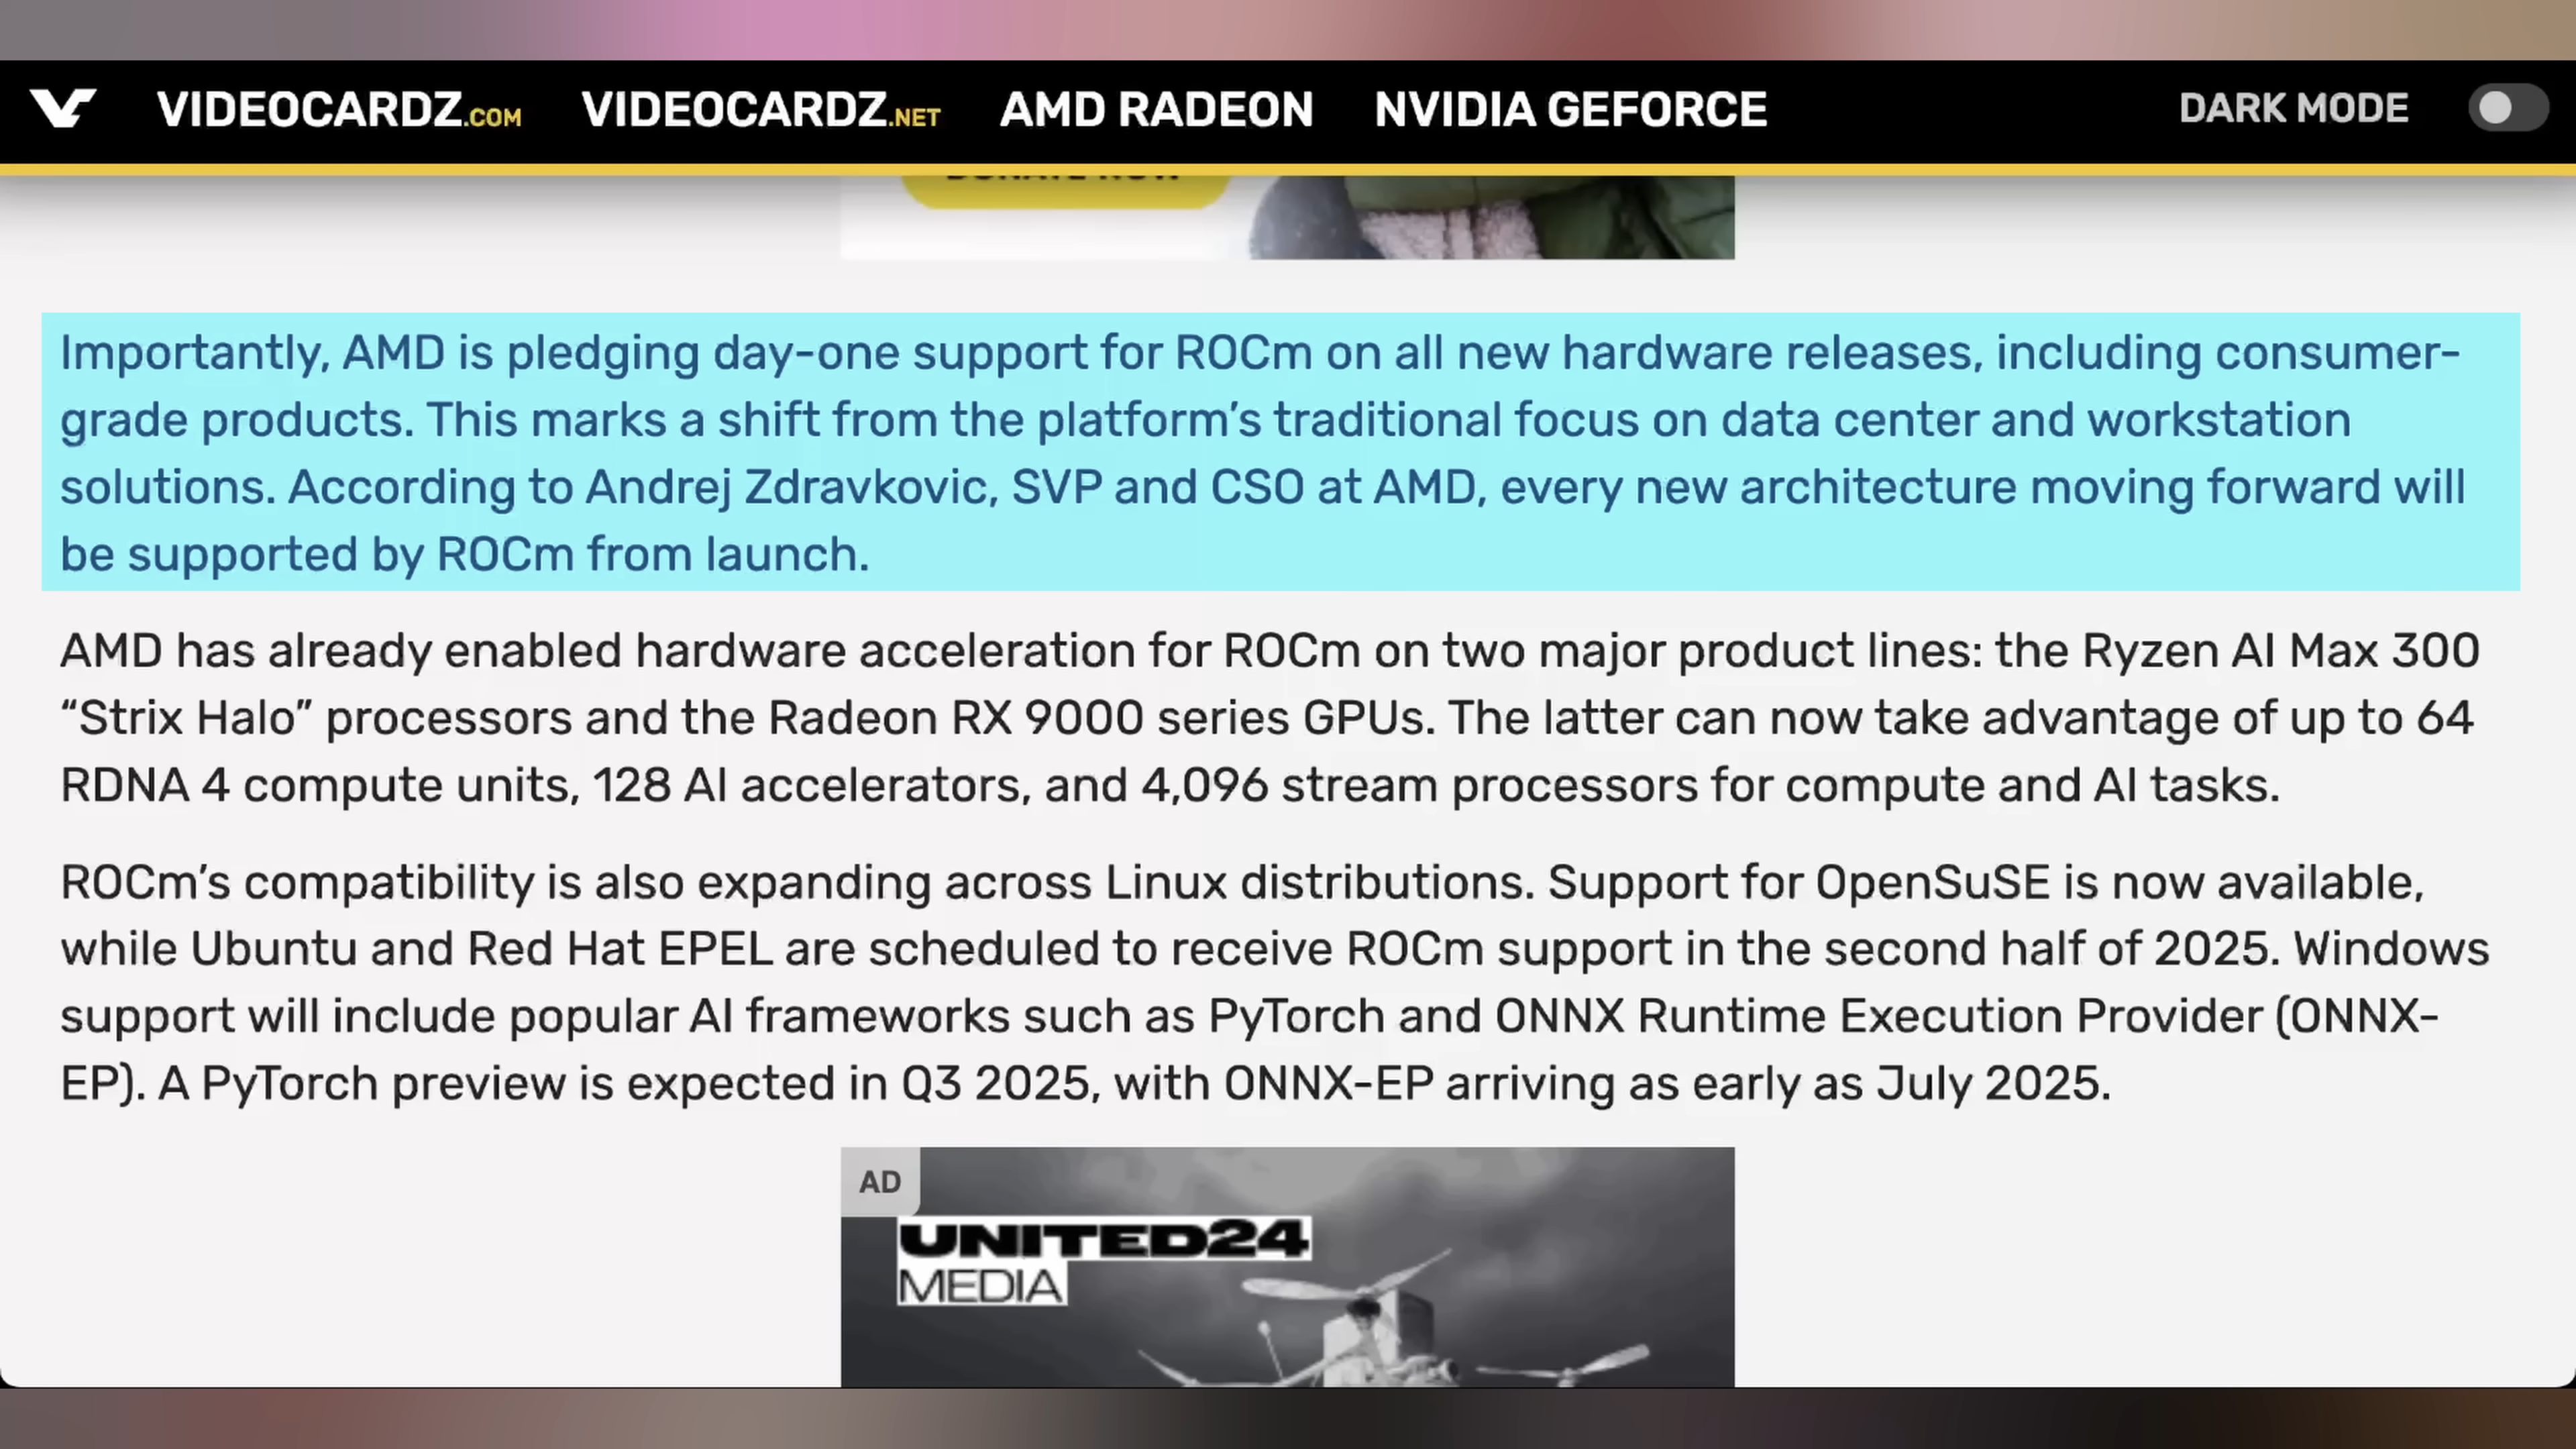 VIDEOCARDZ.COM VIDEOCARDZ.NET AMD RADEON NVIDIA GEFORCE DARK MODE
DONATE NOW
Importantly, AMD is pledging day-one support for ROCm on all new hardware releases, including consumer-
grade products. This marks a shift from the platform’s traditional focus on data center and workstation
solutions. According to Andrej Zdravkovic, SVP and CSO at AMD, every new architecture moving forward will
be supported by ROCm from launch.
AMD has already enabled hardware acceleration for ROCm on two major product lines: the Ryzen AI Max 300
“Strix Halo” processors and the Radeon RX 9000 series GPUs. The latter can now take advantage of up to 64
RDNA 4 compute units, 128 AI accelerators, and 4,096 stream processors for compute and AI tasks.
ROCm’s compatibility is also expanding across Linux distributions. Support for OpenSuSE is now available,
while Ubuntu and Red Hat EPEL are scheduled to receive ROCm support in the second half of 2025. Windows
support will include popular AI frameworks such as PyTorch and ONNX Runtime Execution Provider (ONNX-
EP). A PyTorch preview is expected in Q3 2025, with ONNX-EP arriving as early as July 2025.
AD
UNITED24
MEDIA